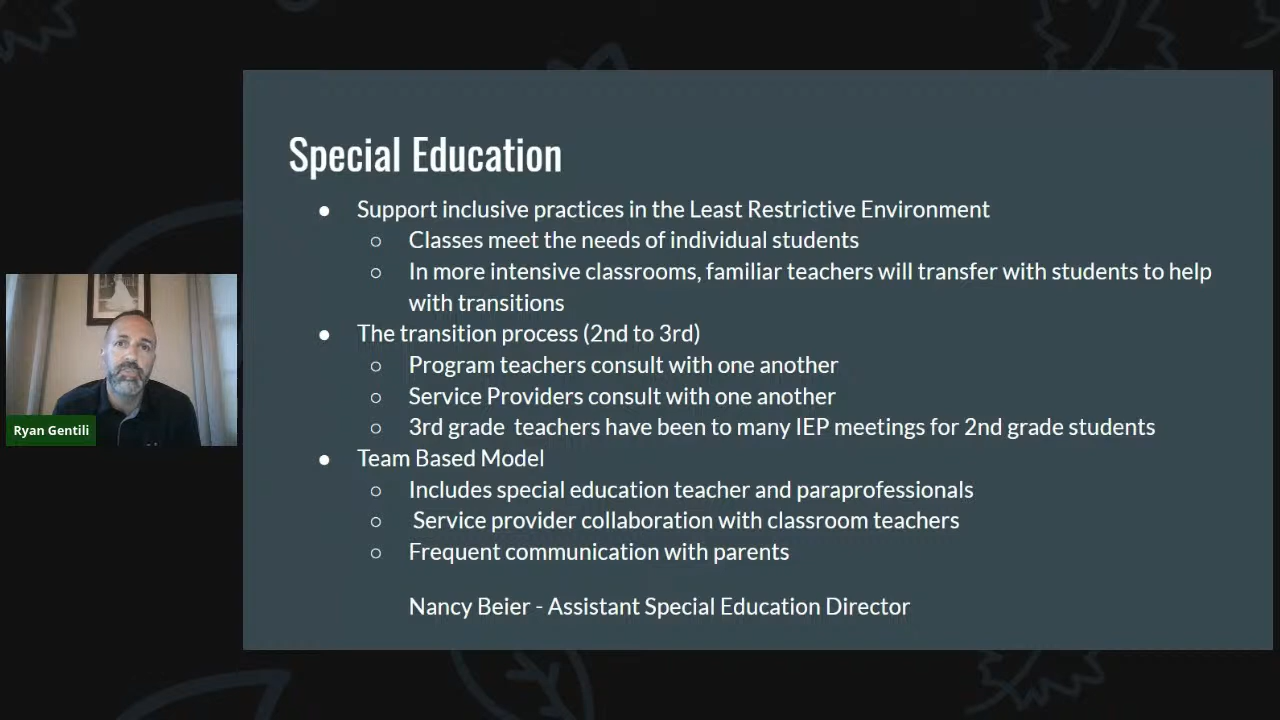 Special Education
● Support inclusive practices in the Least Restrictive Environment
○ Classes meet the needs of individual students
○ In more intensive classrooms, familiar teachers will transfer with students to help
with transitions
● The transition process (2nd to 3rd)
○ Program teachers consult with one another
○ Service Providers consult with one another
○ 3rd grade  teachers have been to many IEP meetings for 2nd grade students
● Team Based Model
○ Includes special education teacher and paraprofessionals
○ Service provider collaboration with classroom teachers
○ Frequent communication with parents
Nancy Beier - Assistant Special Education Director
Ryan Gentili